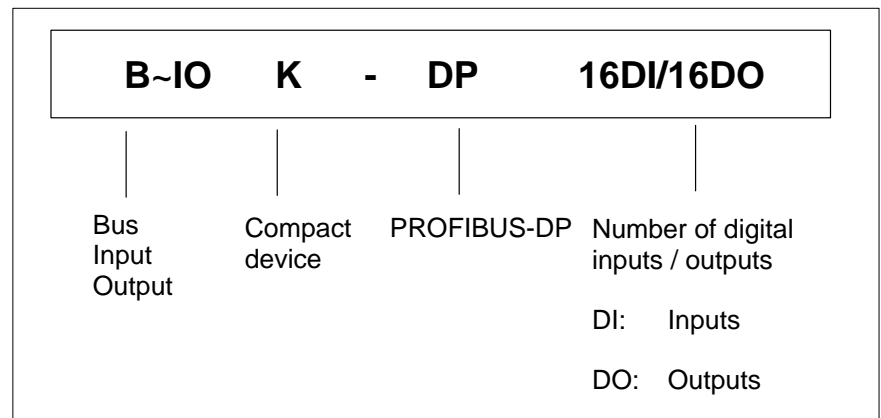 B~IO K - DP 16DI/16DO
Bus
Input
Output
Compact
device
PROFIBUS-DP
Number of digital
inputs / outputs
DI: Inputs
DO: Outputs